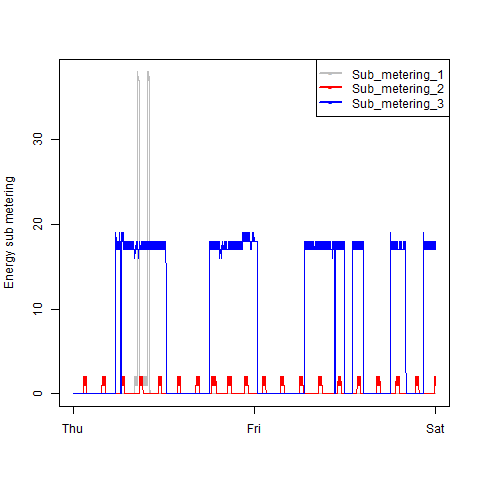 Sub_metering_1
Sub_metering_2
Sub_metering_3
Energy sub metering
30
20
10
0
Thu Fri Sat